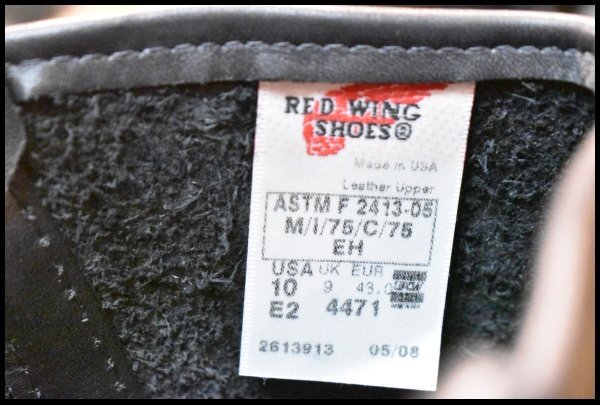 RED WING
SHOES®
Made in USA
Leather Upper
ASTM F 2413-05
M/I/75/C/75
EH
USA UK EUR
10 9 43.0
E2 4471
2613913 05/08